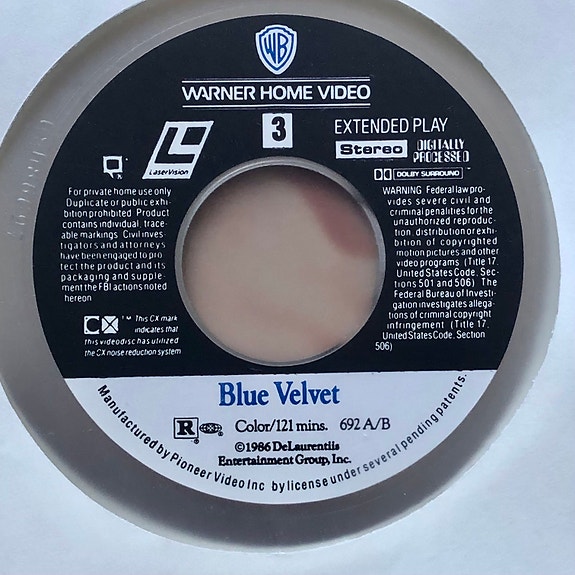 WB
WARNER HOME VIDEO
3
EXTENDED PLAY
Stereo
DIGITALLY
PROCESSED
DOLBY SURROUND
LaserVision
For private home use only
Duplicate or public exhi-
bition prohibited. Product
contains individual, trace-
able markings. Civil inves-
tigators and attorneys
have been engaged to pro-
tect the product and its
packaging and supple-
ment the FBI actions noted
hereon
WARNING Federal law pro-
vides severe civil and
criminal penalties for the
unauthorized reproduc-
tion, distribution or exhi-
bition of copyrighted
motion pictures and other
video programs (Title 17,
United States Code, Sec-
tions 501 and 506) The
Federal Bureau of Investi-
gation investigates allega-
tions of criminal copyright
infringement (Title 17,
United States Code, Section
506)
CX ™ This CX mark
indicates that
this videodisc has utilized
the CX noise reduction system
Blue Velvet
R Color/121 mins. 692 A/B
©1986 DeLaurentiis
Entertainment Group, Inc.
Manufactured by Pioneer Video Inc by license under several pending patents.